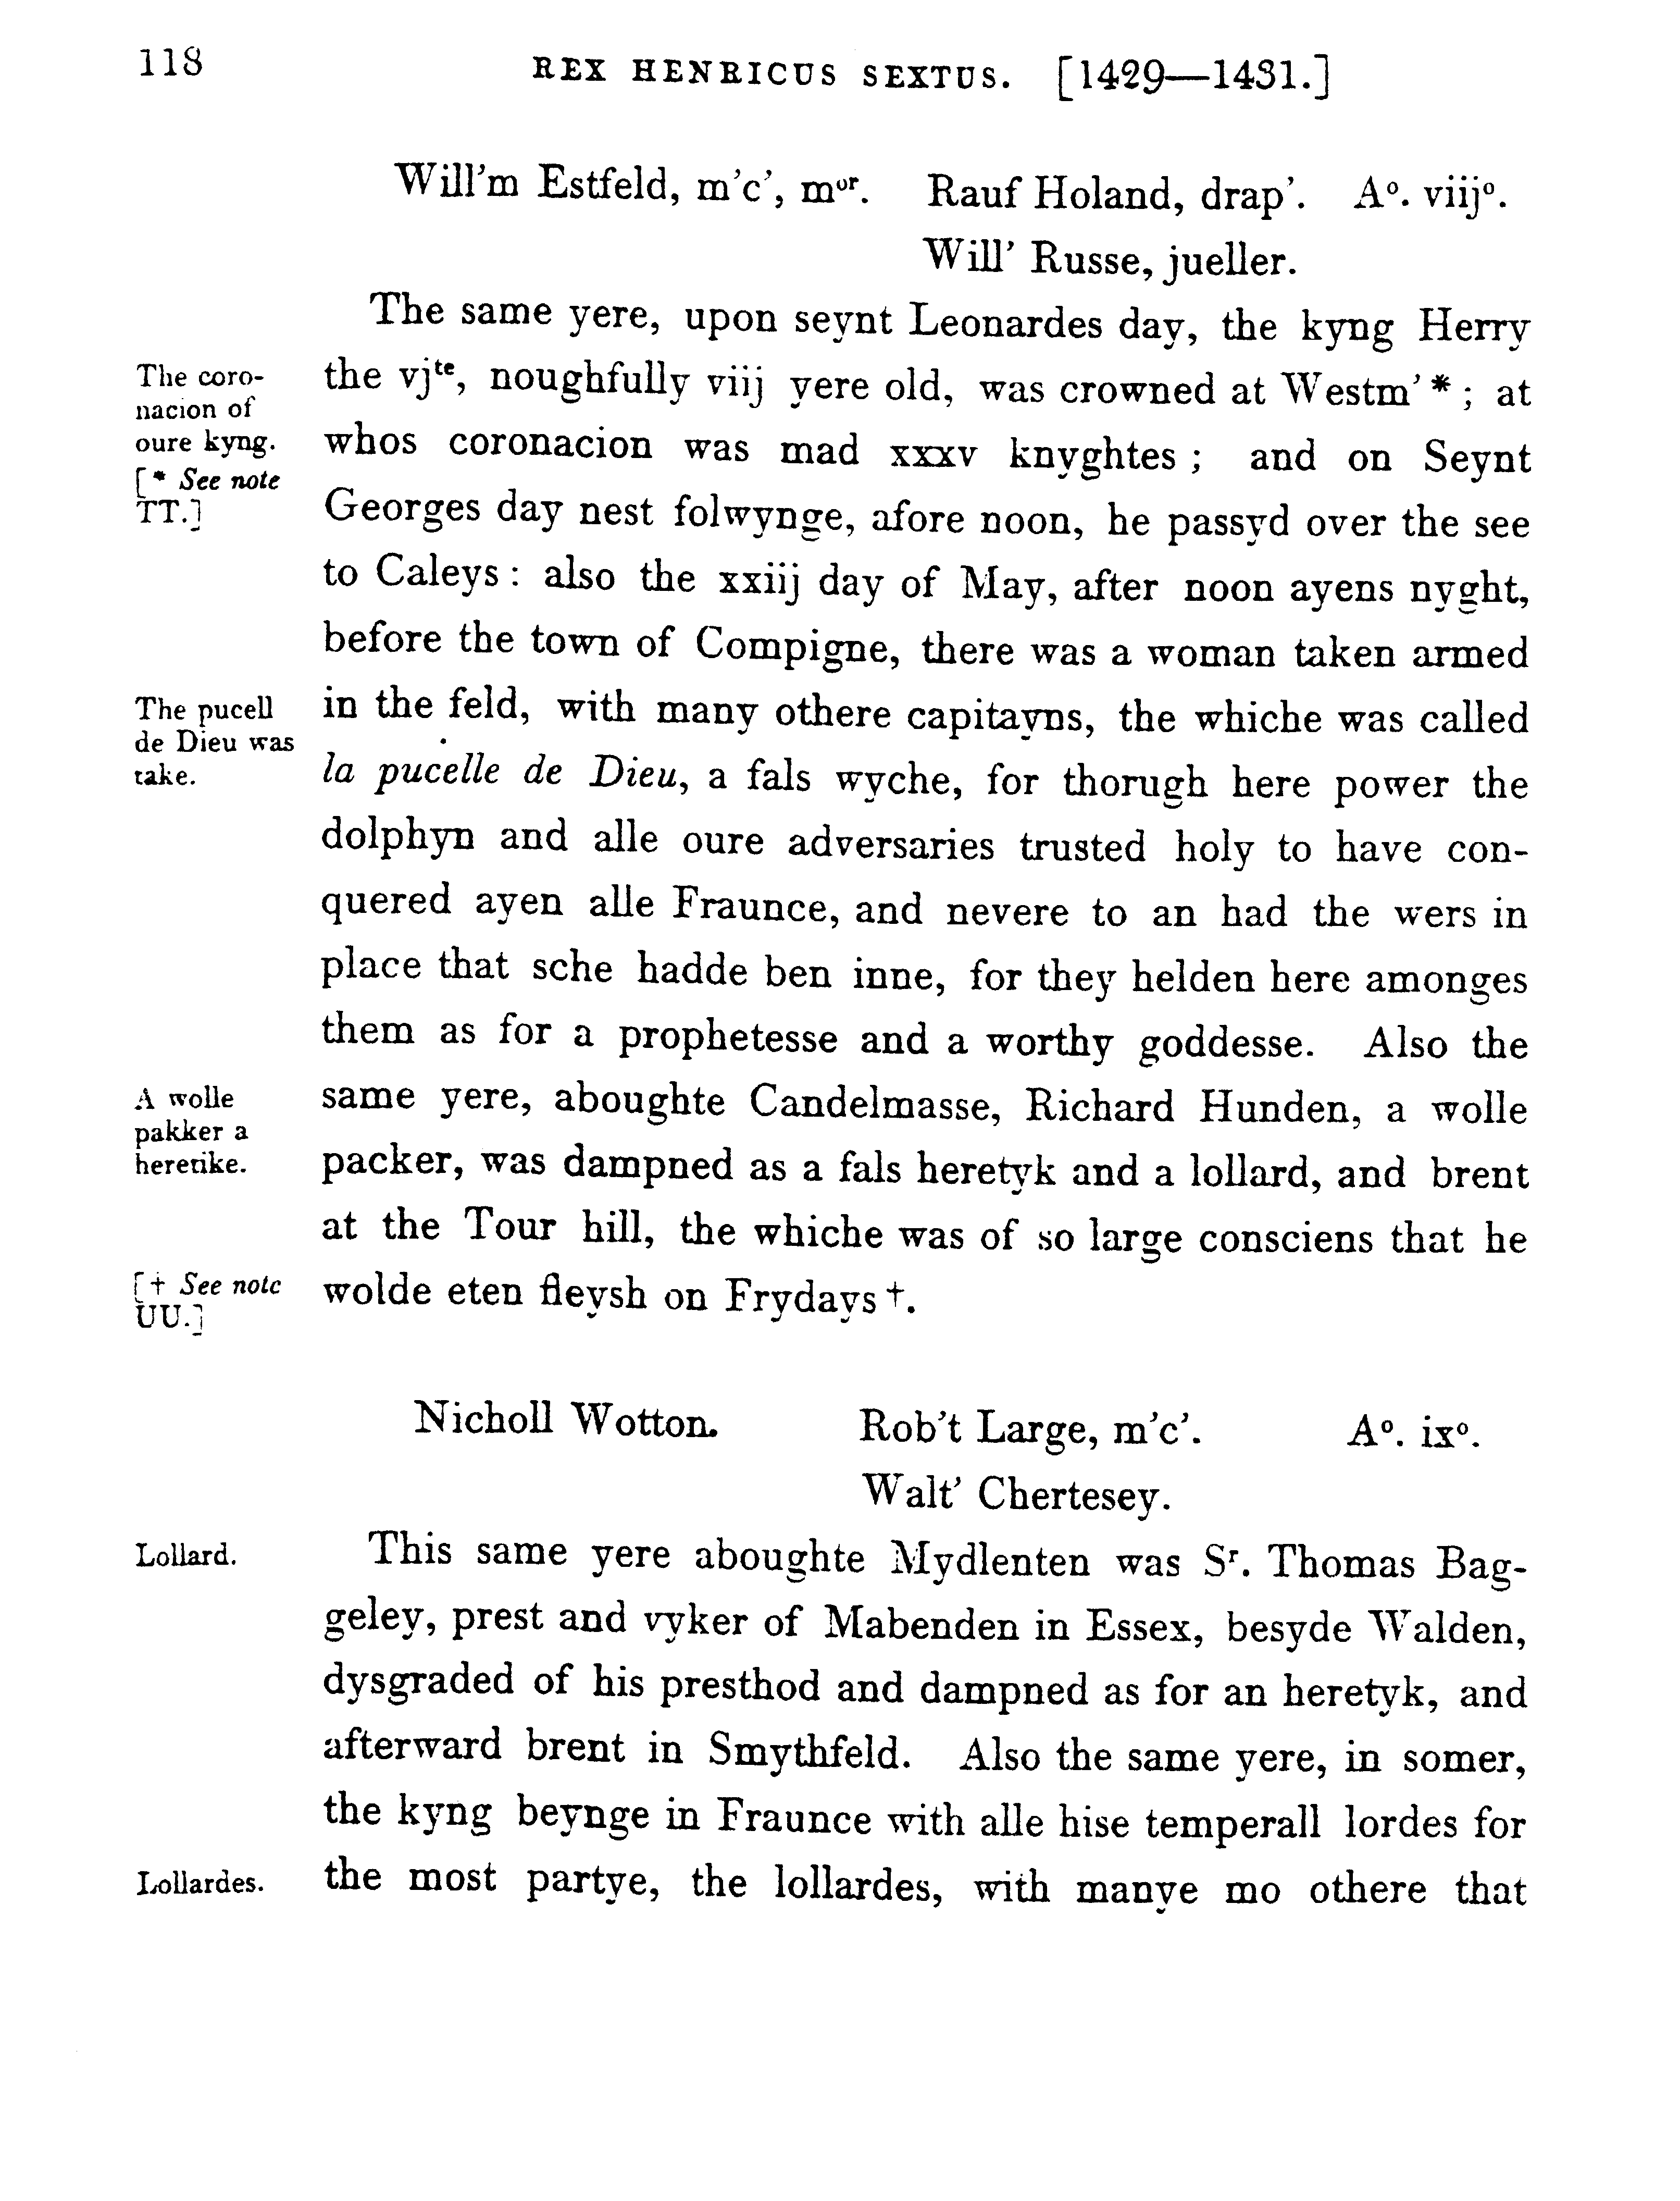 118
REX HENRICUS SEXTUS. [1429—1431.]
Will'm Estfeld, m'c', mor. Rauf Holand, drap'. Ao. viijo.
Will' Russe, jueller.
The same yere, upon seynt Leonardes day, the kyng Herry
The coro-
nacion of
oure kyng.
[* See note
TT.]
the vjte, noughfully viij yere old, was crowned at Westm' *; at
whos coronacion was mad xxxv knyghtes; and on Seynt
Georges day nest folwynge, afore noon, he passyd over the see
to Caleys: also the xxiij day of May, after noon ayens nyght,
before the town of Compigne, there was a woman taken armed
The pucell
de Dieu was
take.
in the feld, with many othere capitayns, the whiche was called
la pucelle de Dieu, a fals wyche, for thorugh here power the
dolphyn and alle oure adversaries trusted holy to have con-
quered ayen alle Fraunce, and nevere to an had the wers in
place that sche hadde ben inne, for they helden here amonges
them as for a prophetesse and a worthy goddesse. Also the
A wolle
pakker a
heretike.
same yere, aboughte Candelmasse, Richard Hunden, a wolle
packer, was dampned as a fals heretyk and a lollard, and brent
at the Tour hill, the whiche was of so large consciens that he
[† See note
UU.]
wolde eten fleysh on Frydays †.
Nicholl Wotton. Rob't Large, m'c'. Ao. ixo.
Walt' Chertesey.
Lollard.
This same yere aboughte Mydlenten was Sr. Thomas Bag-
geley, prest and vyker of Mabenden in Essex, besyde Walden,
dysgraded of his presthod and dampned as for an heretyk, and
afterward brent in Smythfeld. Also the same yere, in somer,
the kyng beynge in Fraunce with alle hise temperall lordes for
Lollardes.
the most partye, the lollardes, with manye mo othere that